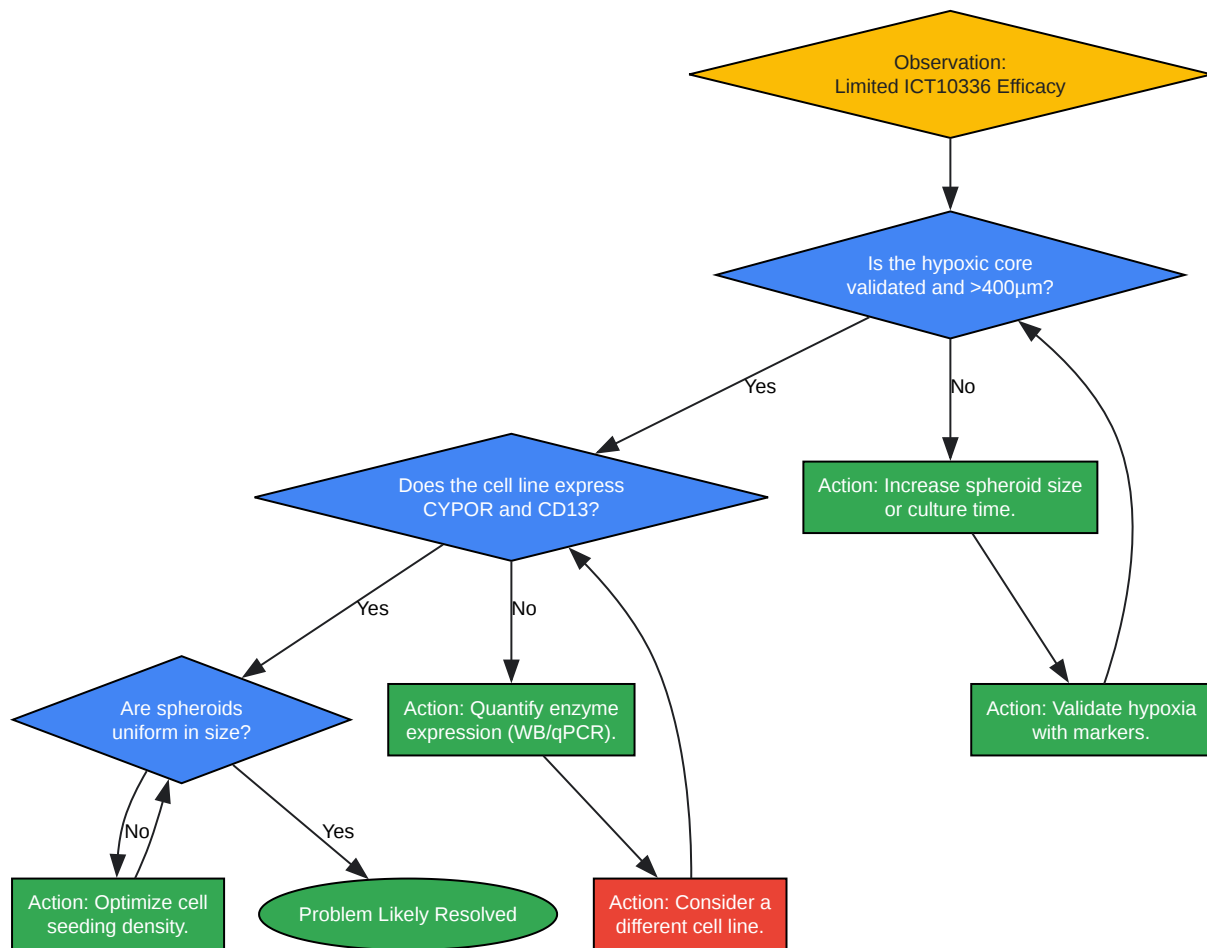 Observation:
Limited ICT10336 Efficacy
Is the hypoxic core
validated and >400µm?
Yes
No
Does the cell line express
CYPOR and CD13?
Action: Increase spheroid size
or culture time.
Yes
No
Are spheroids
uniform in size?
Action: Quantify enzyme
expression (WB/qPCR).
Action: Validate hypoxia
with markers.
No
Yes
Action: Optimize cell
seeding density.
Problem Likely Resolved
Action: Consider a
different cell line.